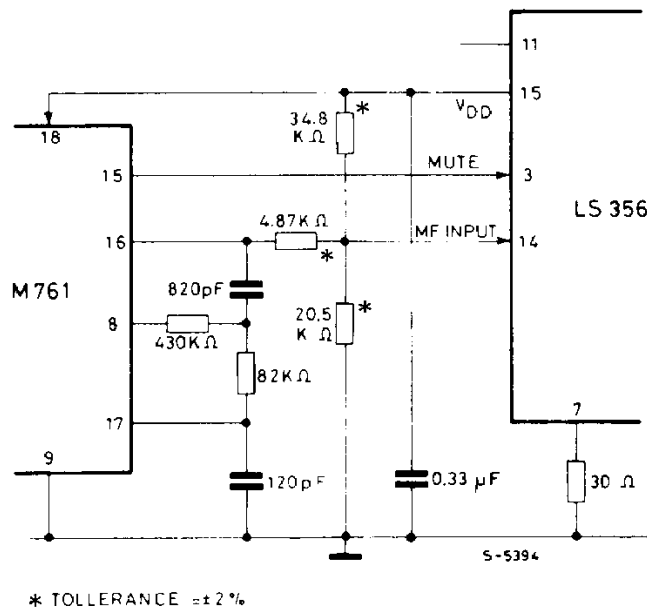 11
18
34.8
KΩ
*
VDD
15
15
MUTE
3
LS 356
16
4.87KΩ
*
MF INPUT
14
M 761
820pF
20.5
KΩ
*
8
430KΩ
82KΩ
17
7
9
120pF
0.33 µF
30 Ω
S-5394
* TOLLERANCE =±2%